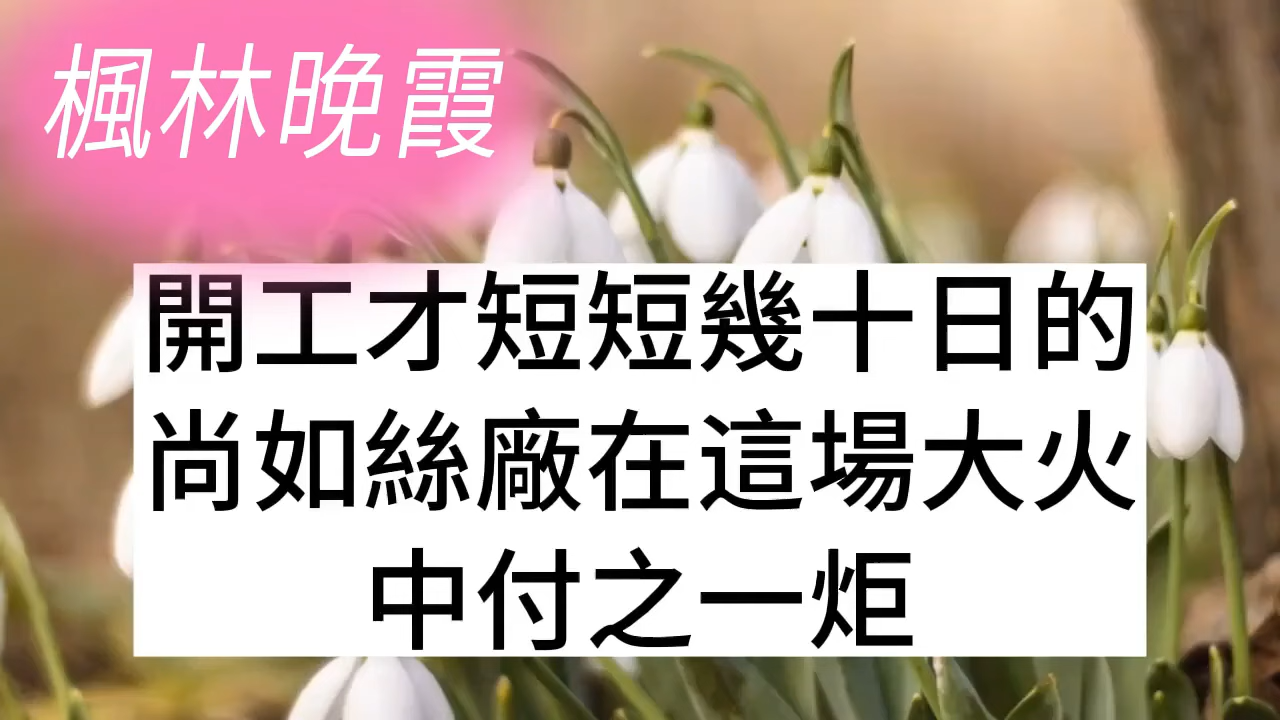 楓林晚霞
開工才短短幾十日的
尚如絲廠在這場大火
中付之一炬